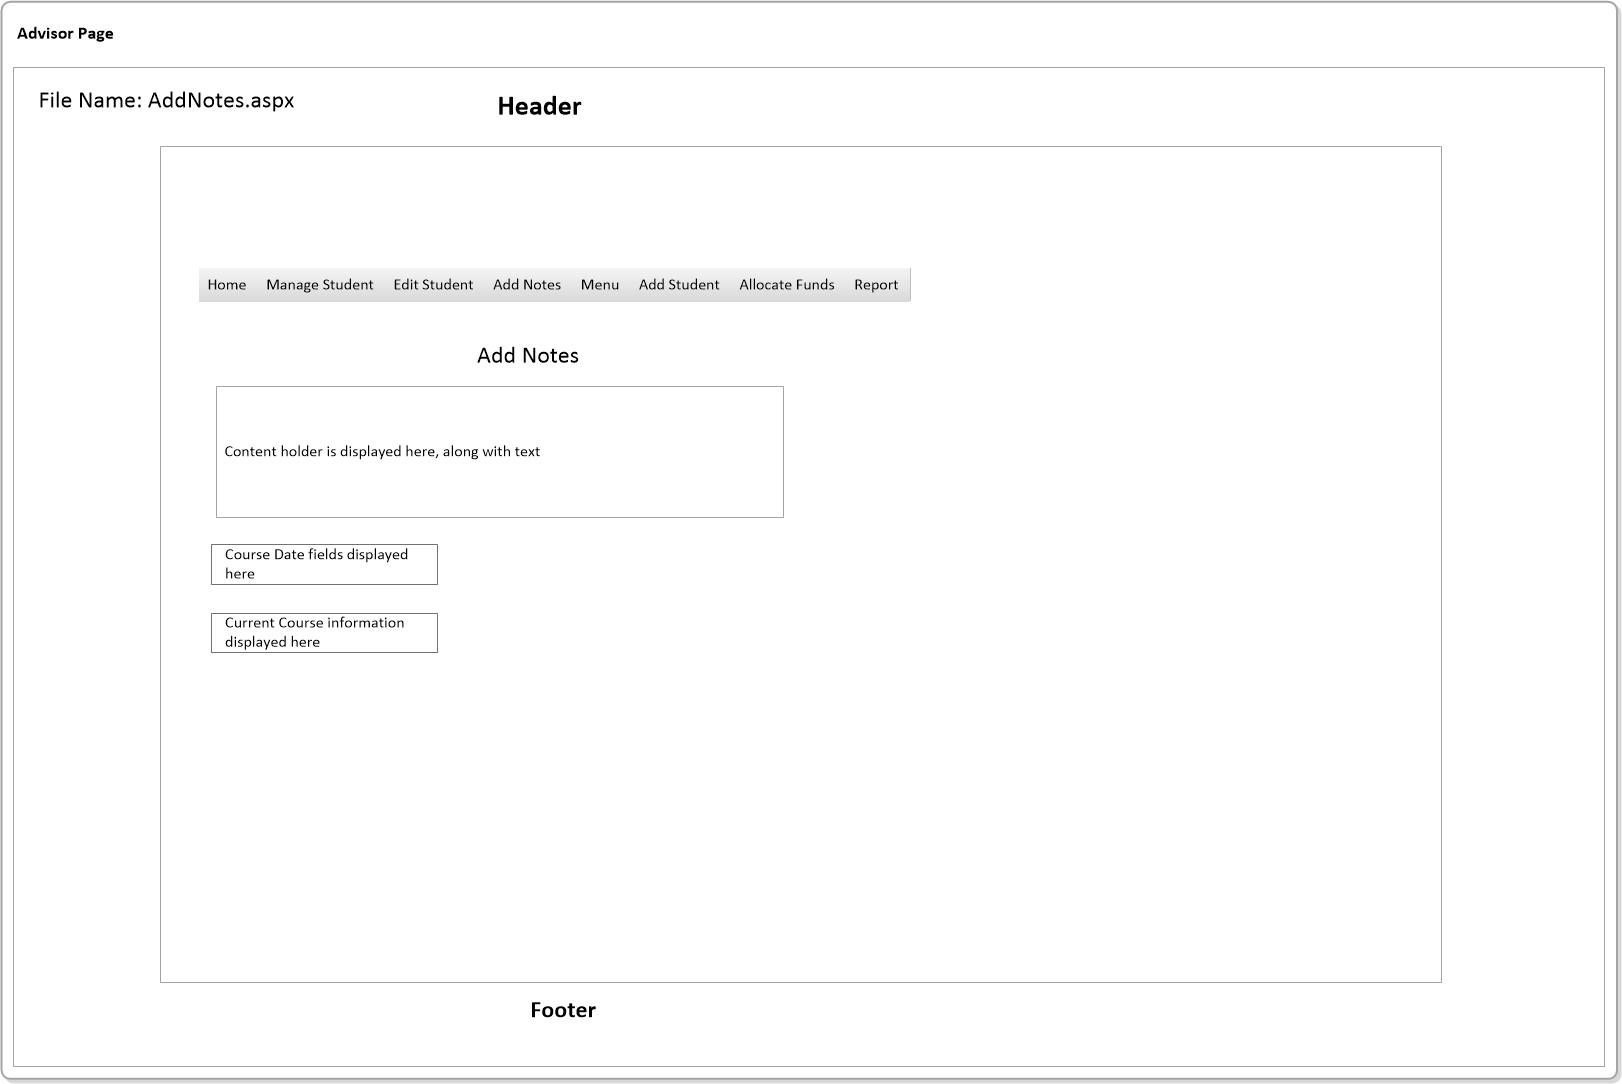 Advisor Page
File Name: AddNotes.aspx
Header
Home Manage Student Edit Student Add Notes Menu Add Student Allocate Funds Report
Add Notes
Content holder is displayed here, along with text
Course Date fields displayed
here
Current Course information
displayed here
Footer